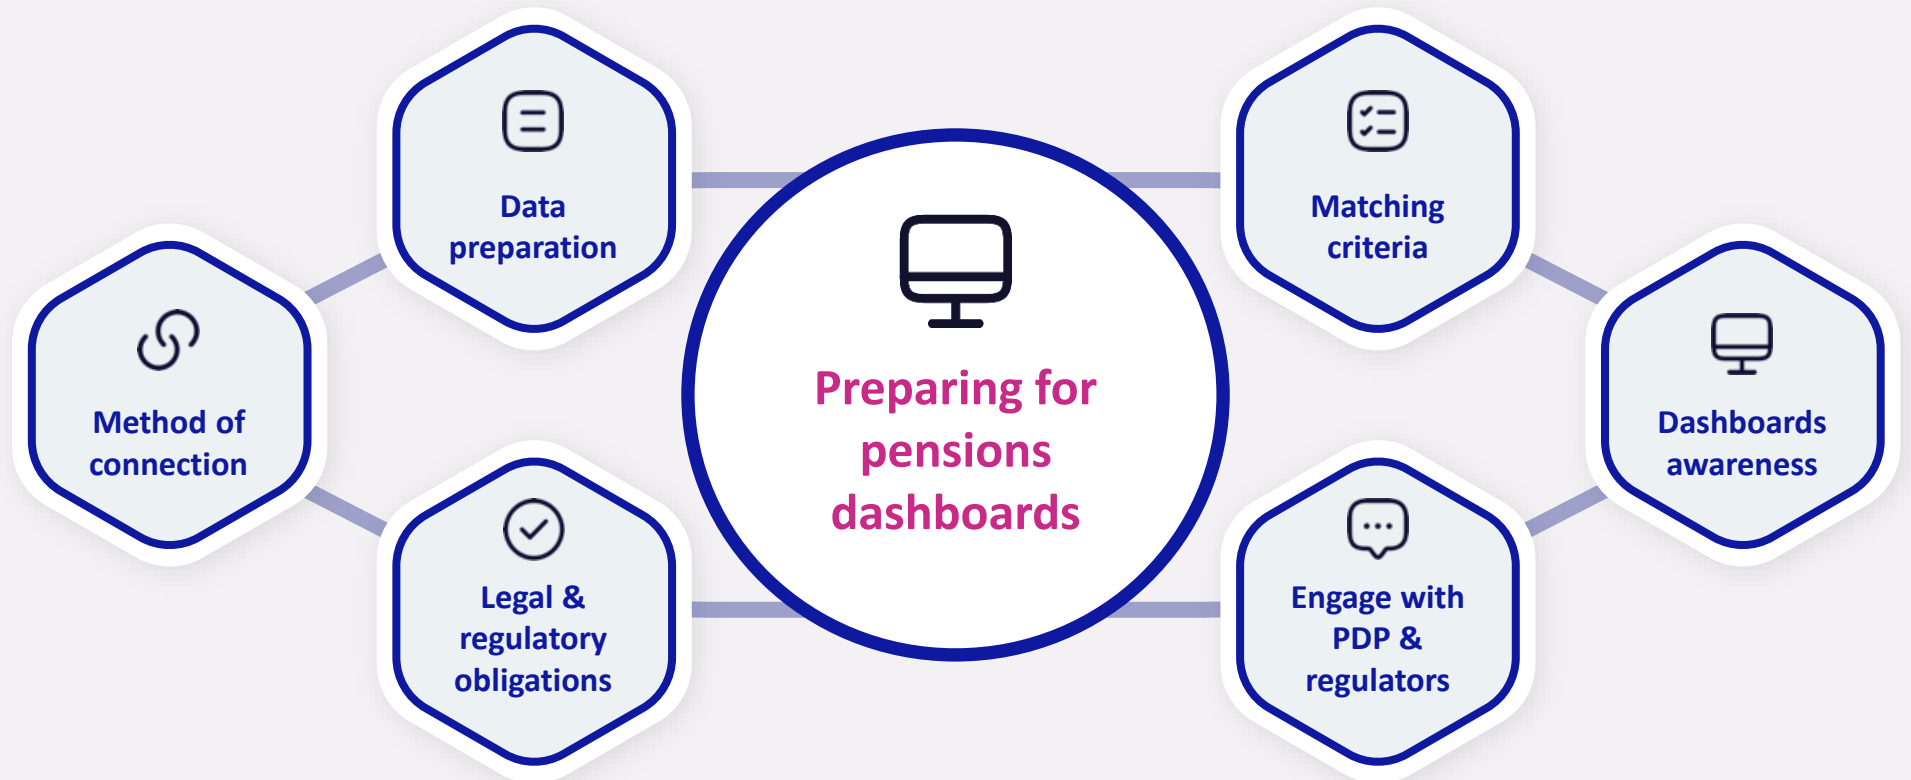 Data
preparation
Matching
criteria
Method of
connection
Preparing for
pensions
dashboards
Dashboards
awareness
Legal &
regulatory
obligations
Engage with
PDP &
regulators